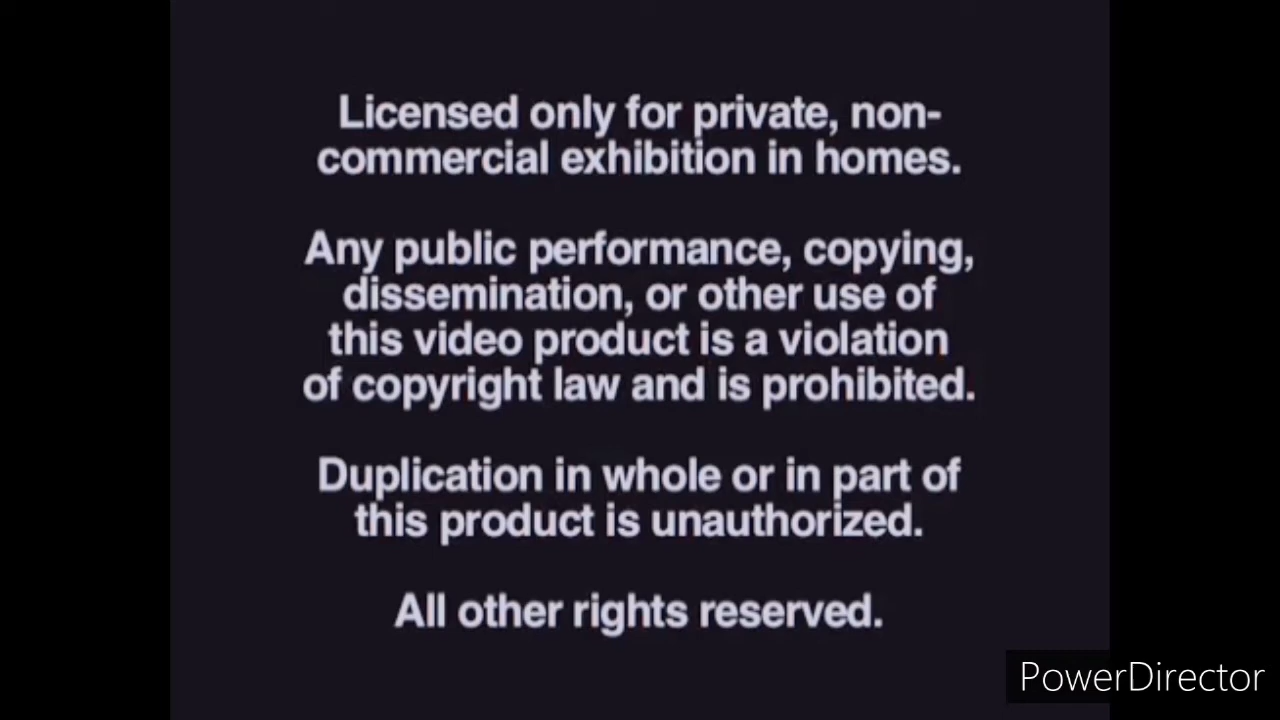 Licensed only for private, non-
commercial exhibition in homes.
Any public performance, copying,
dissemination, or other use of
this video product is a violation
of copyright law and is prohibited.
Duplication in whole or in part of
this product is unauthorized.
All other rights reserved.
PowerDirector